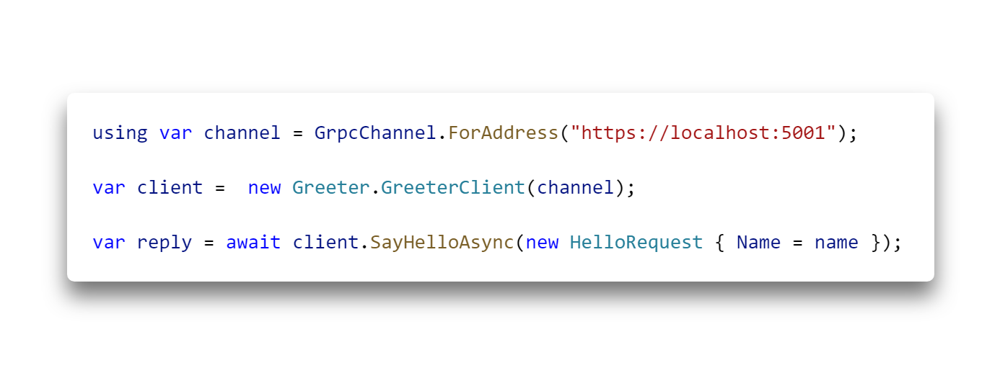 using var channel = GrpcChannel.ForAddress("https://localhost:5001");
var client =  new Greeter.GreeterClient(channel);
var reply = await client.SayHelloAsync(new HelloRequest { Name = name });